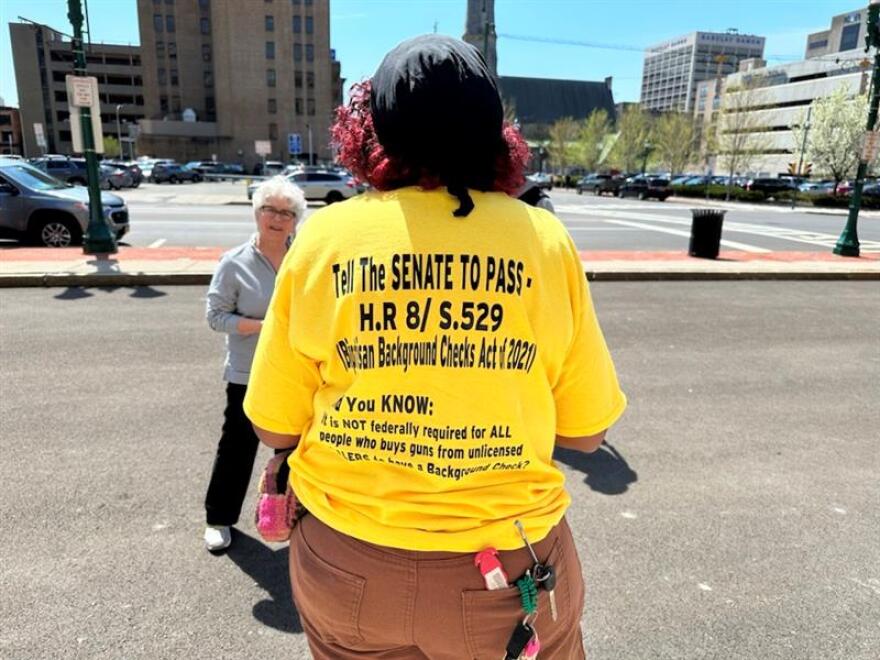 Tell The SENATE TO PASS -
H.R 8/ S.529
Background Checks Act of 2021)
You KNOW:
is NOT federally required for ALL
people who buys guns from unlicensed
to have a Background Check?